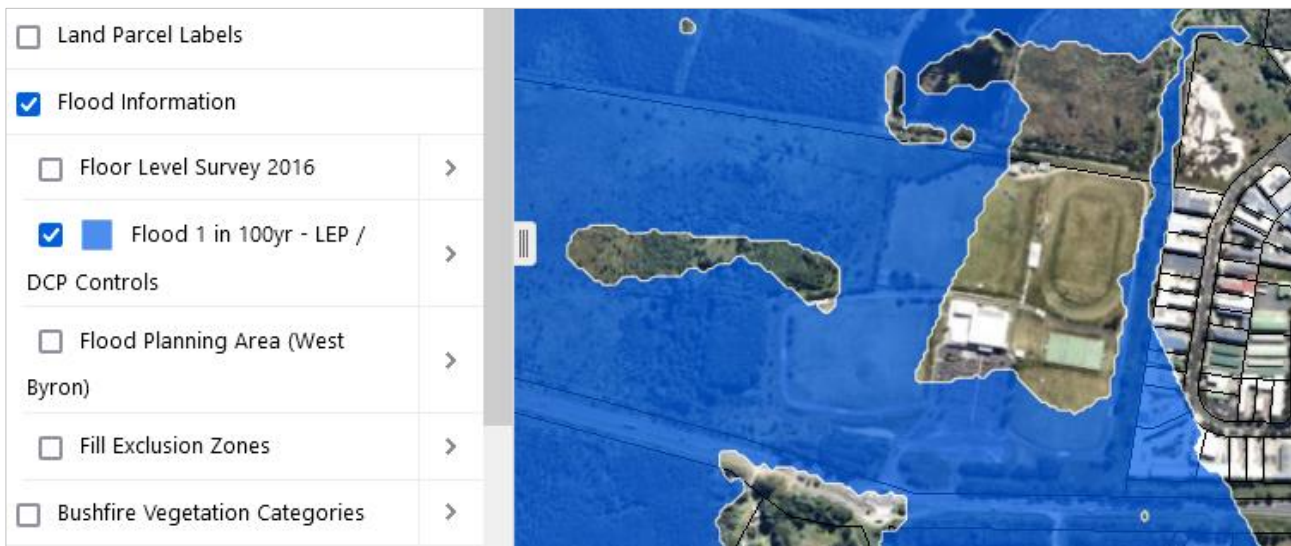 Land Parcel Labels
Flood Information
Floor Level Survey 2016
Flood 1 in 100yr - LEP /
DCP Controls
Flood Planning Area (West
Byron)
Fill Exclusion Zones
Bushfire Vegetation Categories